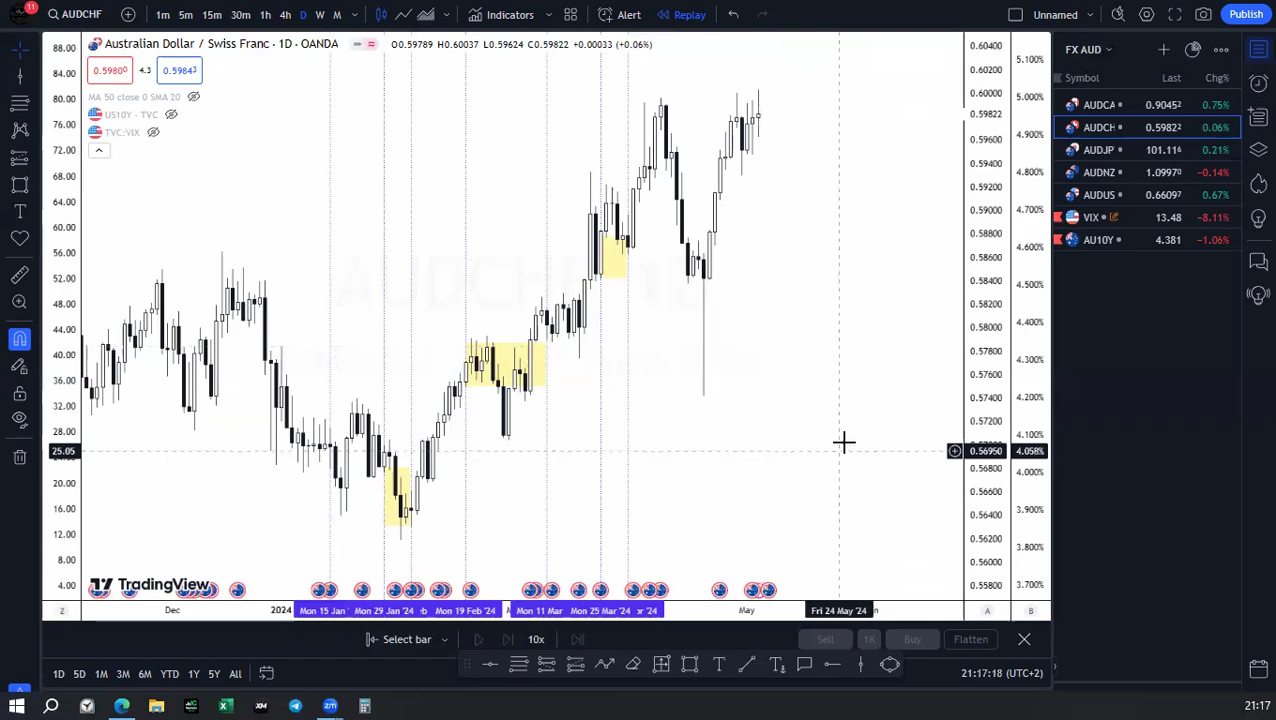 11
AUDCHF
1m 5m 15m 30m 1h 4h D W M
Indicators
Alert
Replay
Unnamed
Publish
Australian Dollar / Swiss Franc · 1D · OANDA
O0.59789 H0.60037 L0.59624 C0.59822 +0.00033 (+0.06%)
0.59800 4.3 0.59843
MA 50 close 0 SMA 20
US10Y · TVC
TVC:VIX
88.00
84.00
80.00
72.00
68.00
64.00
60.00
56.00
52.00
48.00
44.00
40.00
36.00
32.00
28.00
25.05
20.00
16.00
12.00
8.00
4.00
0.60400
0.60200
0.60000
0.59822
0.59600
0.59400
0.59200
0.59000
0.58800
0.58600
0.58400
0.58200
0.58000
0.57800
0.57600
0.57400
0.57200
0.56950
0.56800
0.56600
0.56400
0.56200
0.56000
0.55800
5.100%
5.000%
4.900%
4.800%
4.700%
4.600%
4.500%
4.400%
4.300%
4.200%
4.100%
4.058%
4.000%
3.900%
3.800%
3.700%
FX AUD
Symbol Last Chg%
AUDCA 0.90452 0.75%
AUDCH 0.59822 0.06%
AUDJP 101.116 0.21%
AUDNZ 1.09970 -0.14%
AUDUS 0.66097 0.67%
VIX 13.48 -8.11%
AU10Y 4.381 -1.06%
TradingView
Z Dec 2024 Mon 15 Jan Mon 29 Jan '24 Mon 19 Feb '24 Mon 11 Mar Mon 25 Mar '24 May Fri 24 May '24 A B
Select bar 10x Sell 1K Buy Flatten
1D 5D 1M 3M 6M YTD 1Y 5Y ALL
21:17:18 (UTC+2)
21:17